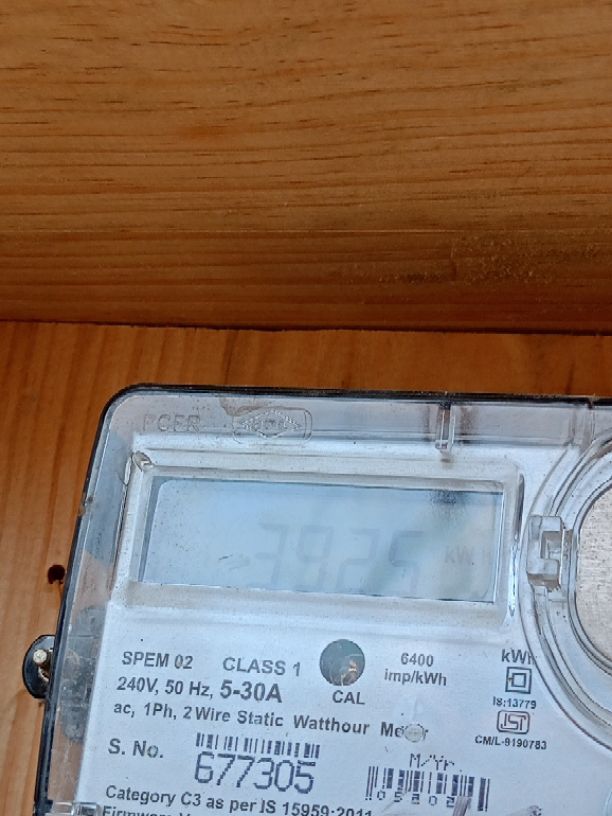 3925
kW
SPEM 02 CLASS 1 6400 imp/kWh kWh
240V, 50 Hz, 5-30A CAL
IS:13779
ac, 1Ph, 2 Wire Static Watthour Meter
CM/L-9190783
S. No. 677305 M/Yr
Category C3 as per IS 15959:2011